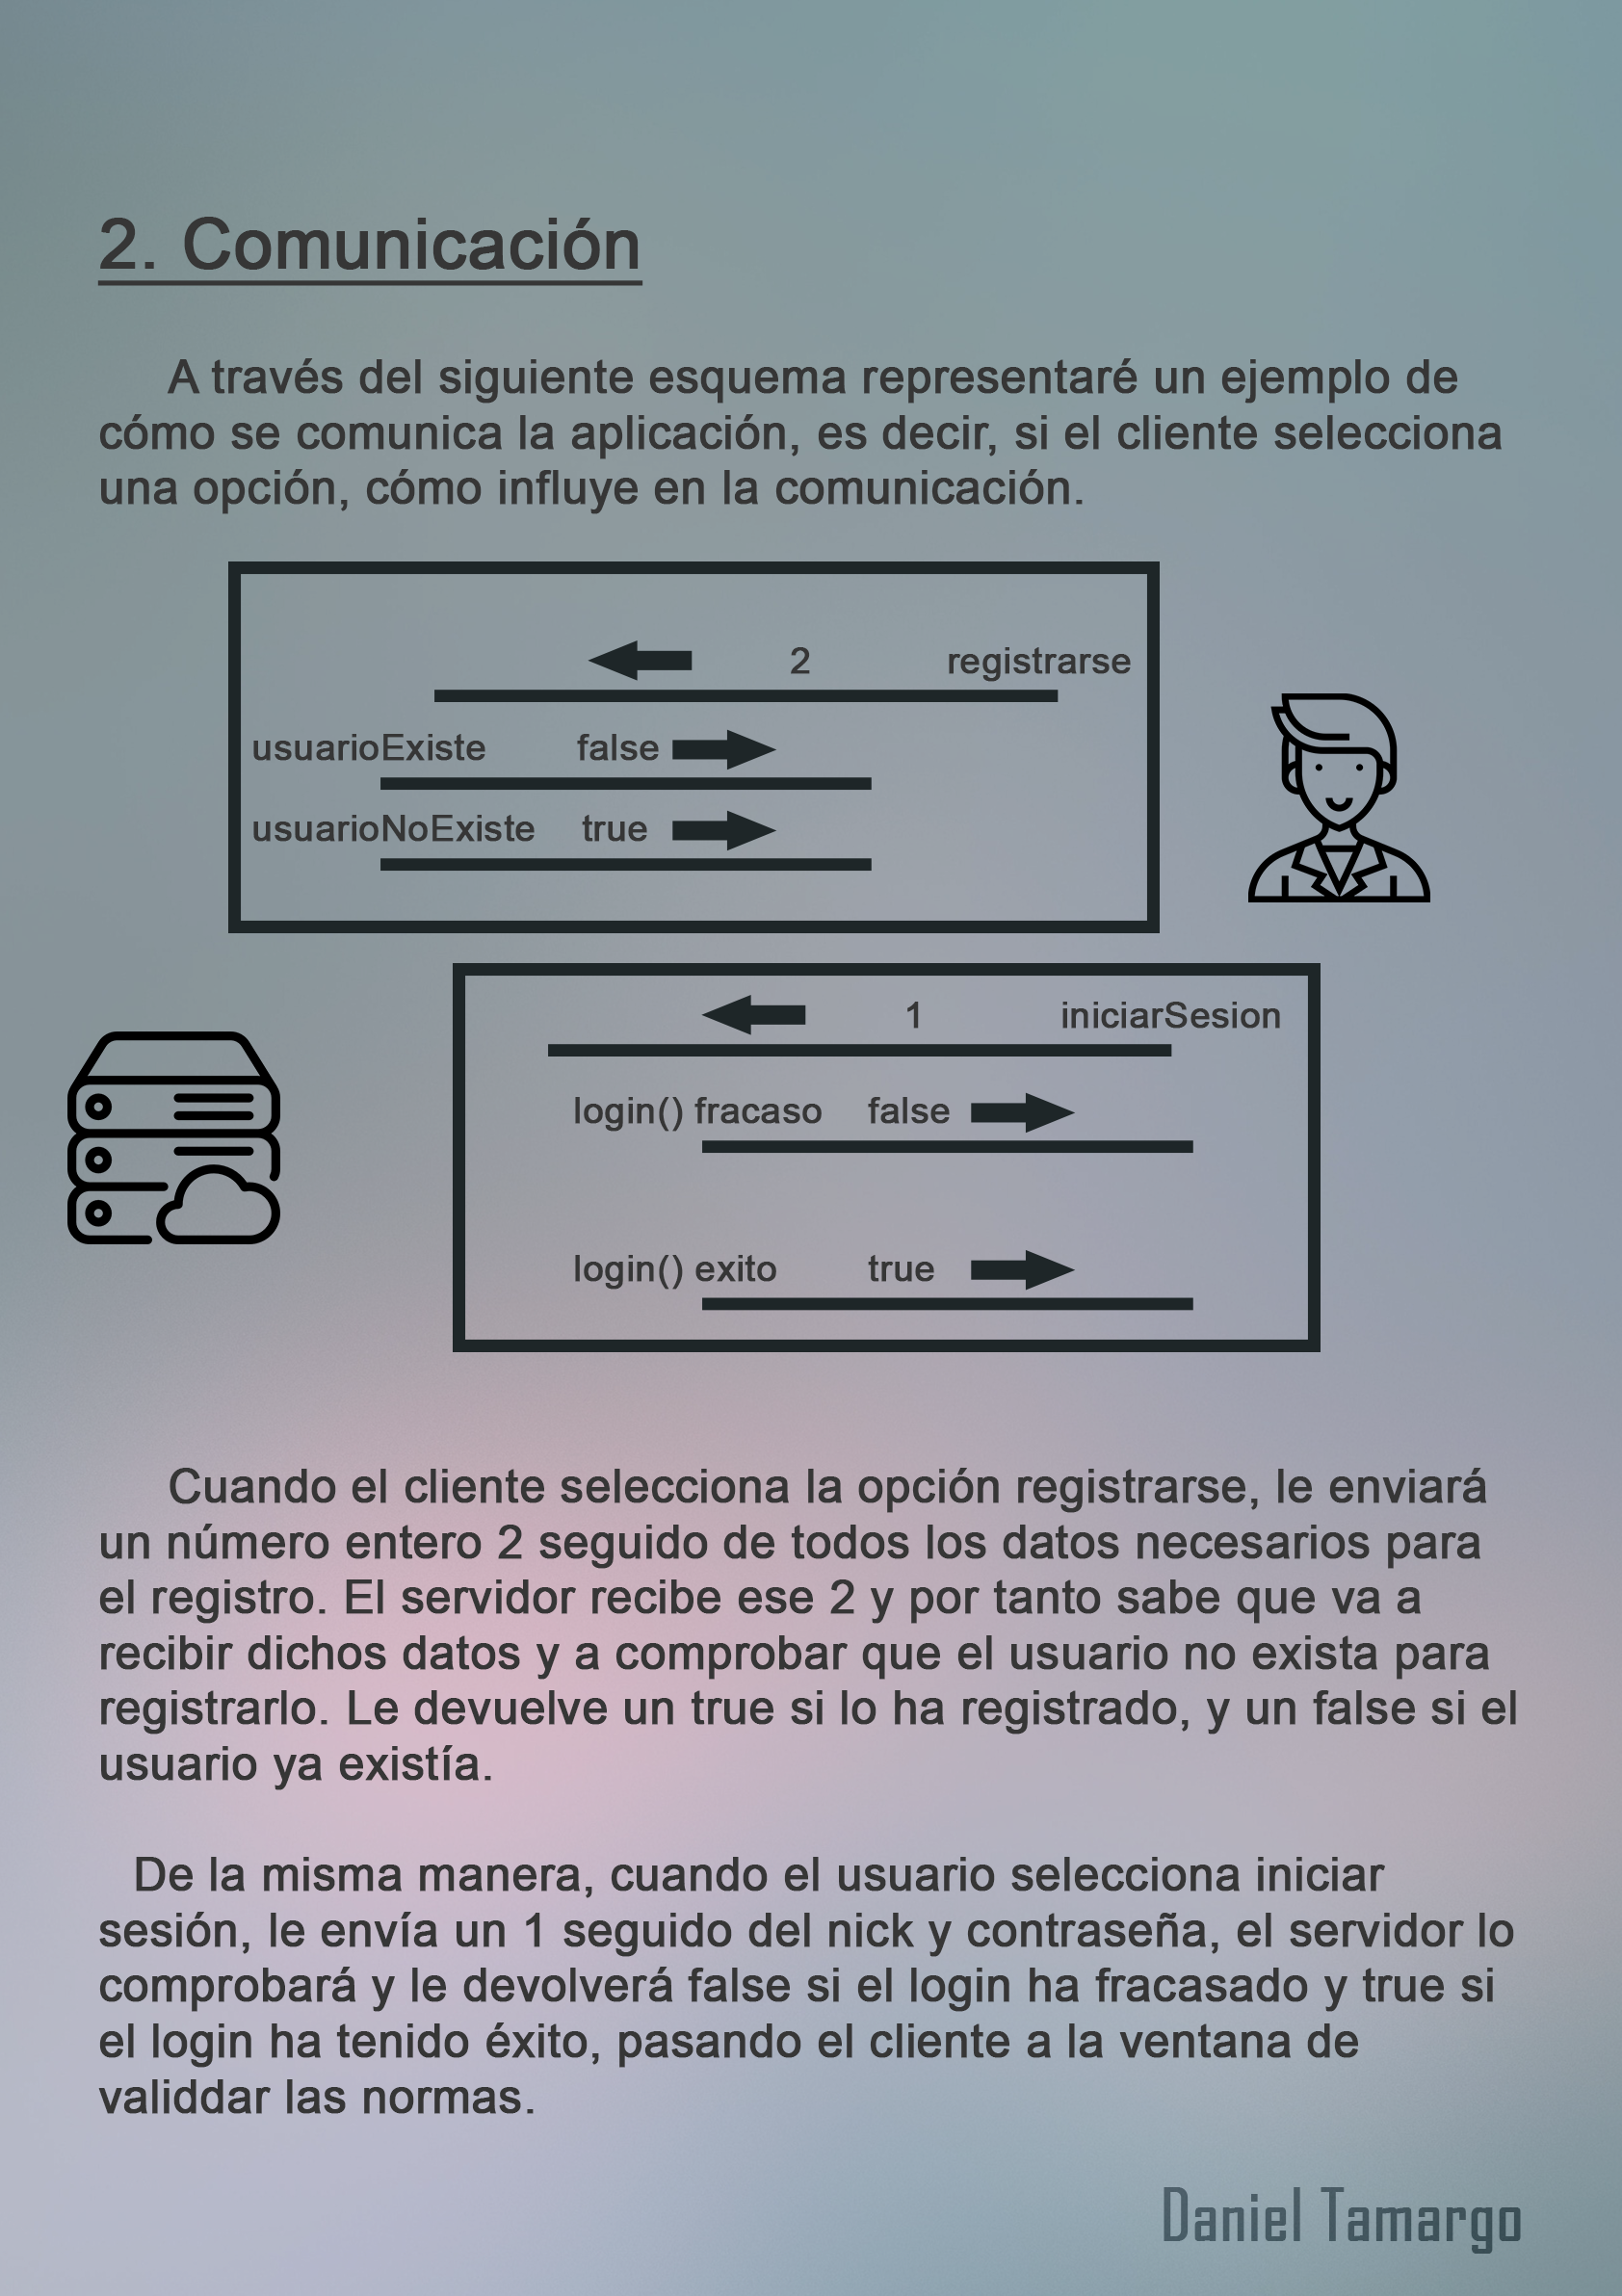 2. Comunicación
A través del siguiente esquema representaré un ejemplo de
cómo se comunica la aplicación, es decir, si el cliente selecciona
una opción, cómo influye en la comunicación.
2 registrarse
usuarioExiste false
usuarioNoExiste true
1 iniciarSesion
login() fracaso false
login() exito true
Cuando el cliente selecciona la opción registrarse, le enviará
un número entero 2 seguido de todos los datos necesarios para
el registro. El servidor recibe ese 2 y por tanto sabe que va a
recibir dichos datos y a comprobar que el usuario no exista para
registrarlo. Le devuelve un true si lo ha registrado, y un false si el
usuario ya existía.
De la misma manera, cuando el usuario selecciona iniciar
sesión, le envía un 1 seguido del nick y contraseña, el servidor lo
comprobará y le devolverá false si el login ha fracasado y true si
el login ha tenido éxito, pasando el cliente a la ventana de
validdar las normas.
Daniel Tamargo